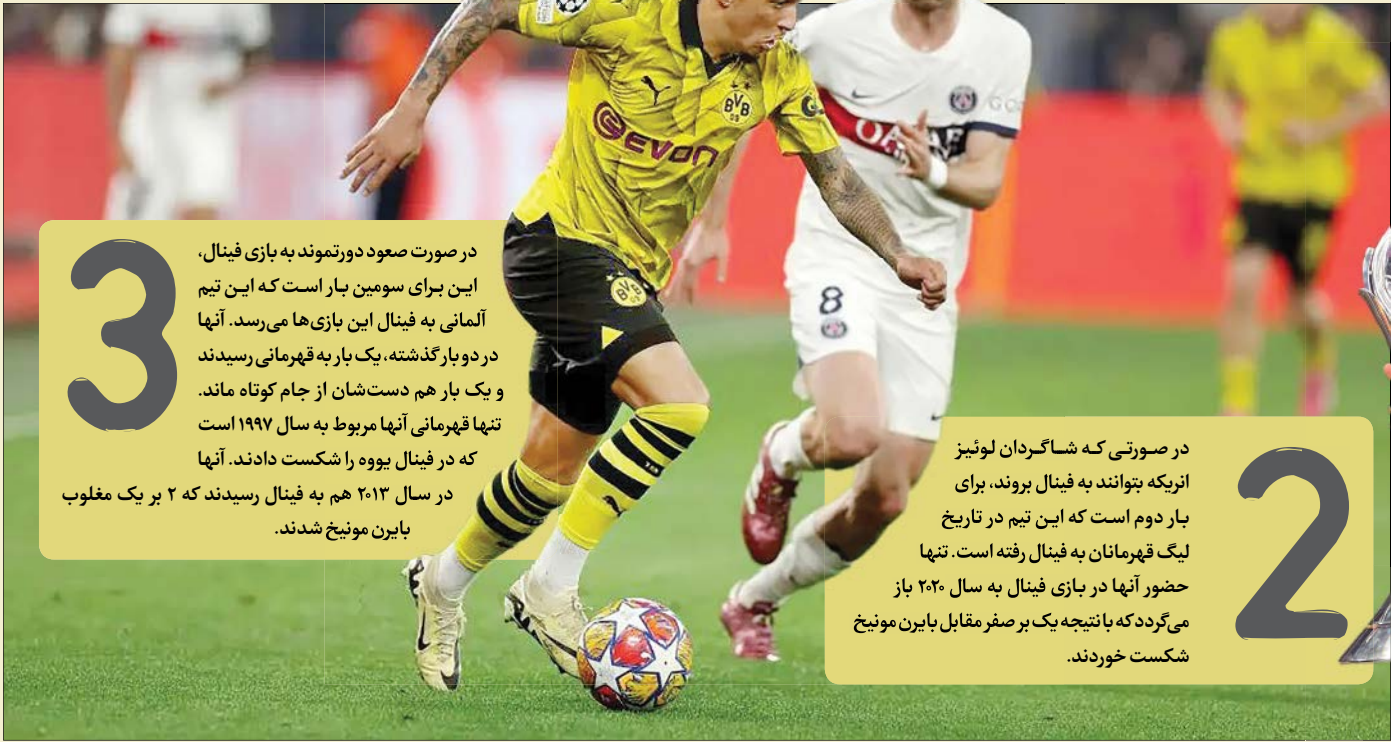 3
در صورت صعود دورتموند به بازی فینال،
این برای سومین بار است که این تیم
آلمانی به فینال این بازی‌ها می‌رسد. آنها
در دو بار گذشته، یک بار به قهرمانی رسیدند
و یک بار هم دست‌شان از جام کوتاه ماند.
تنها قهرمانی آنها مربوط به سال ۱۹۹۷ است
که در فینال یووه را شکست دادند. آنها
در سال ۲۰۱۳ هم به فینال رسیدند که ۲ بر یک مغلوب
بایرن مونیخ شدند.
2
در صورتی که شاگردان لوئیز
انریکه بتوانند به فینال بروند، برای
بار دوم است که این تیم در تاریخ
لیگ قهرمانان به فینال رفته است. تنها
حضور آنها در بازی فینال به سال ۲۰۲۰ باز
می‌گردد که با نتیجه یک بر صفر مقابل بایرن مونیخ
شکست خوردند.
evon
BVB
09
BVB
8